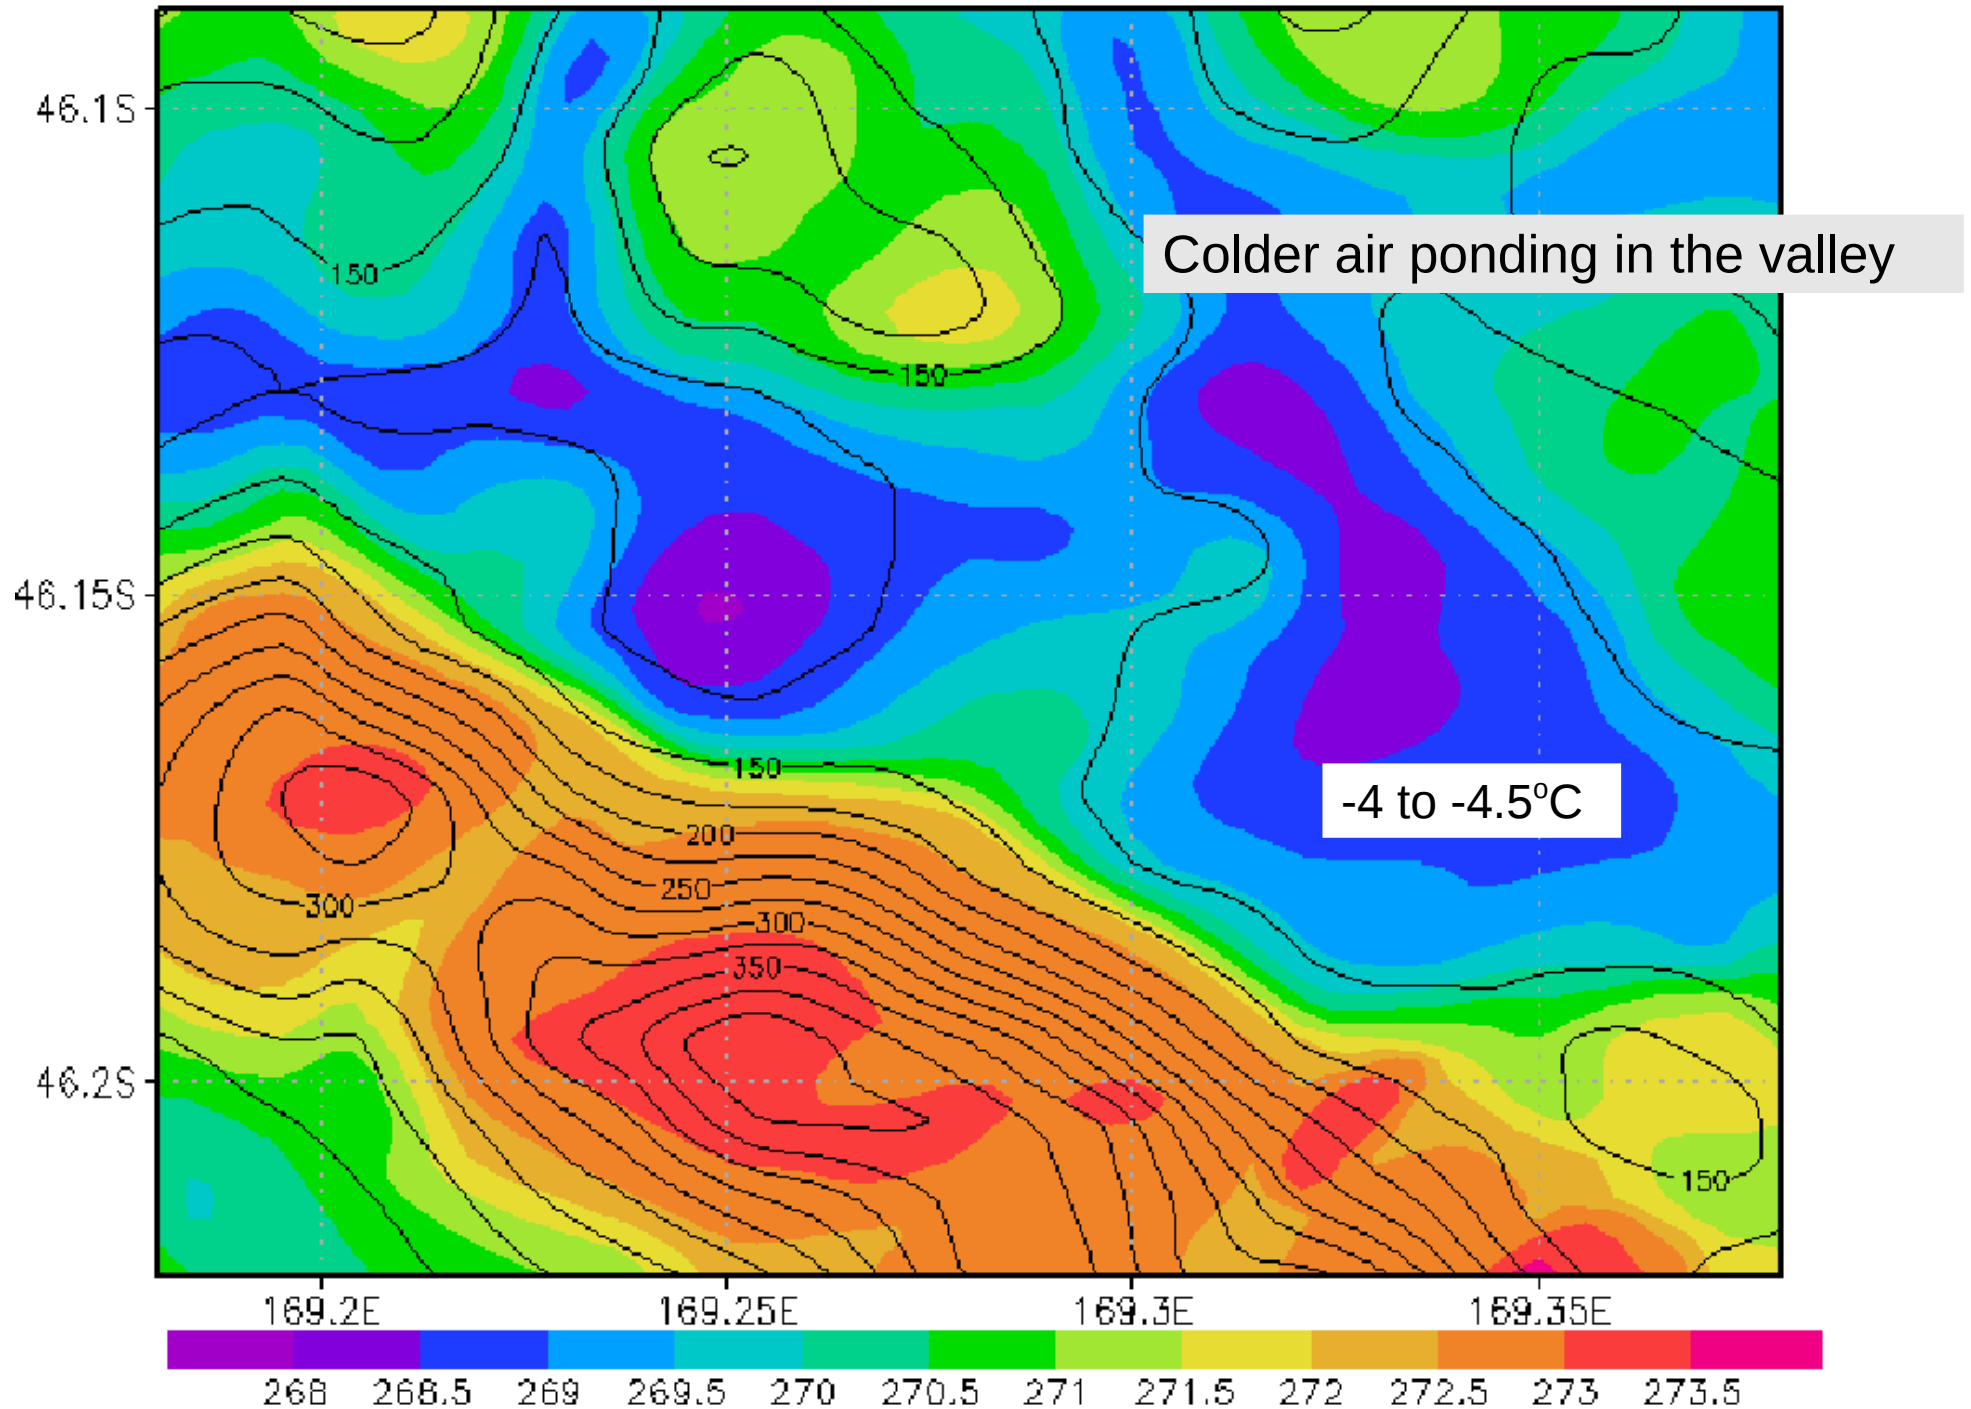 46.1S
Colder air ponding in the valley
150
150
46.15S
150
-4 to -4.5°C
200
250
300
300
350
46.2S
150
169.2E 169.25E 169.3E 169.35E
268 268.5 269 269.5 270 270.5 271 271.5 272 272.5 273 273.5